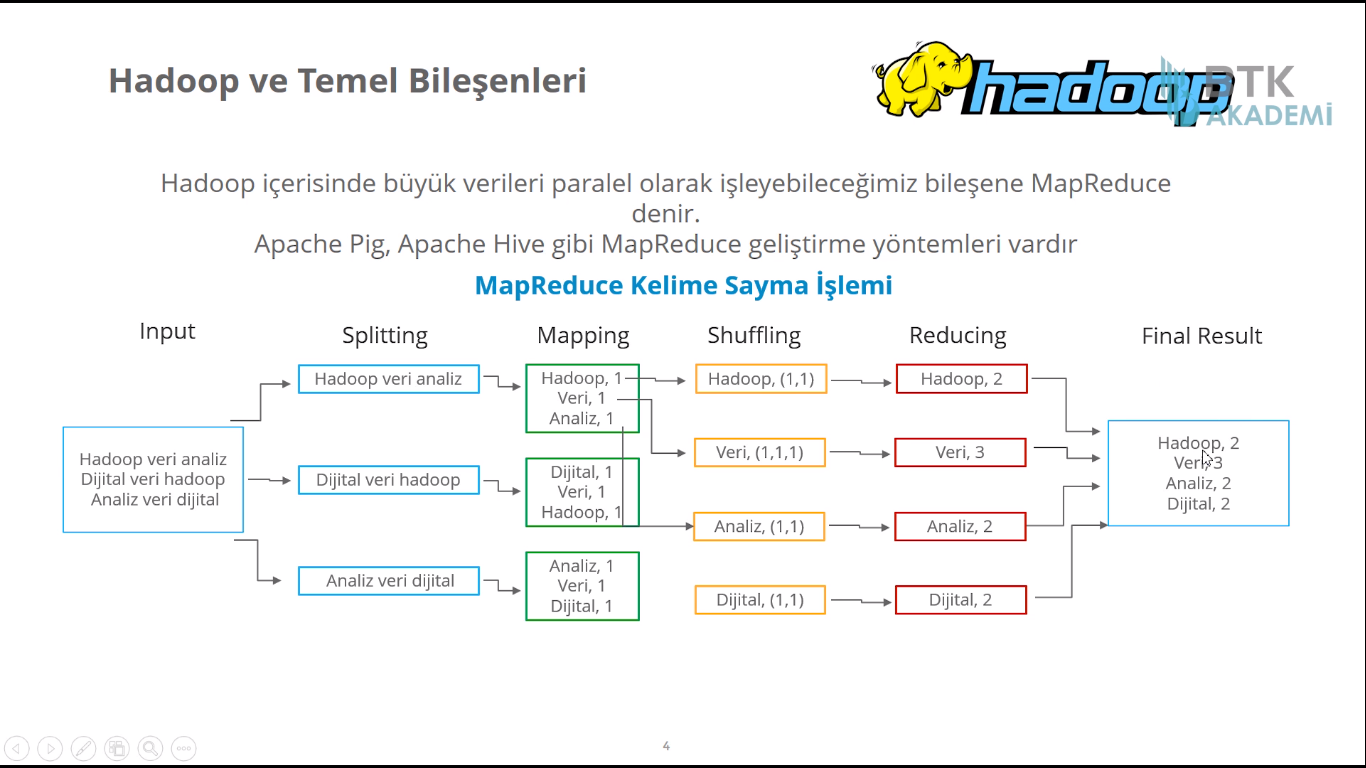 Hadoop ve Temel Bileşenleri
hadoop
BTK
AKADEMİ
Hadoop içerisinde büyük verileri paralel olarak işleyebileceğimiz bileşene MapReduce
denir.
Apache Pig, Apache Hive gibi MapReduce geliştirme yöntemleri vardır
MapReduce Kelime Sayma İşlemi
Input
Splitting
Mapping
Shuffling
Reducing
Final Result
Hadoop veri analiz
Dijital veri hadoop
Analiz veri dijital
Hadoop veri analiz
Dijital veri hadoop
Analiz veri dijital
Hadoop, 1
Veri, 1
Analiz, 1
Dijital, 1
Veri, 1
Hadoop, 1
Analiz, 1
Veri, 1
Dijital, 1
Hadoop, (1,1)
Veri, (1,1,1)
Analiz, (1,1)
Dijital, (1,1)
Hadoop, 2
Veri, 3
Analiz, 2
Dijital, 2
Hadoop, 2
Veri, 3
Analiz, 2
Dijital, 2
4